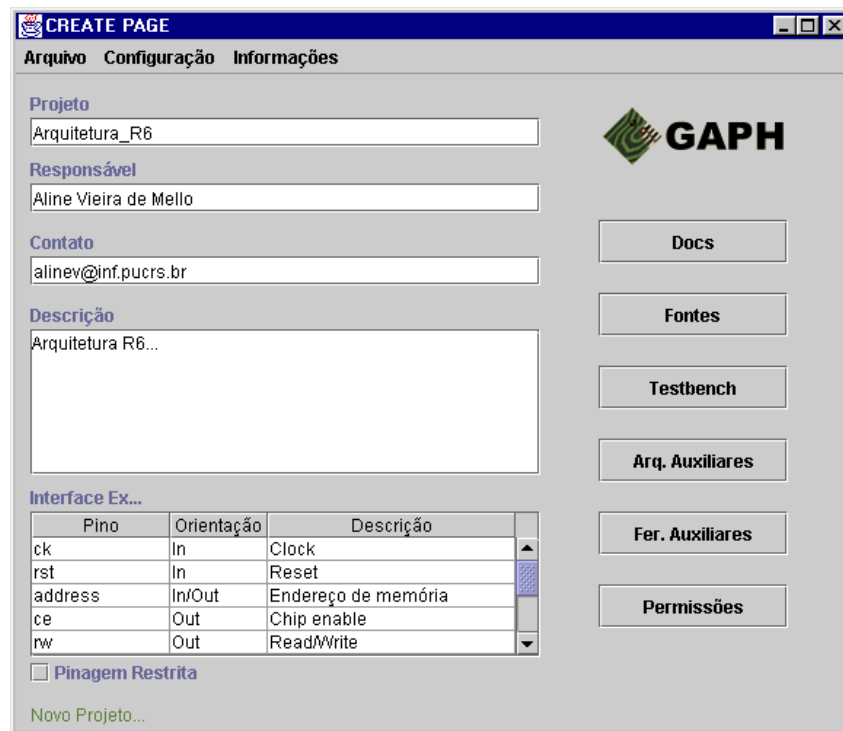 CREATE PAGE
Arquivo Configuração Informações
Projeto
Arquitetura_R6
Responsável
Aline Vieira de Mello
Contato
alinev@inf.pucrs.br
Descrição
Arquitetura R6...
Interface Ex...
Pino Orientação Descrição
ck In Clock
rst In Reset
address In/Out Endereço de memória
ce Out Chip enable
rw Out Read/Write
Pinagem Restrita
Novo Projeto...
GAPH
Docs
Fontes
Testbench
Arq. Auxiliares
Fer. Auxiliares
Permissões